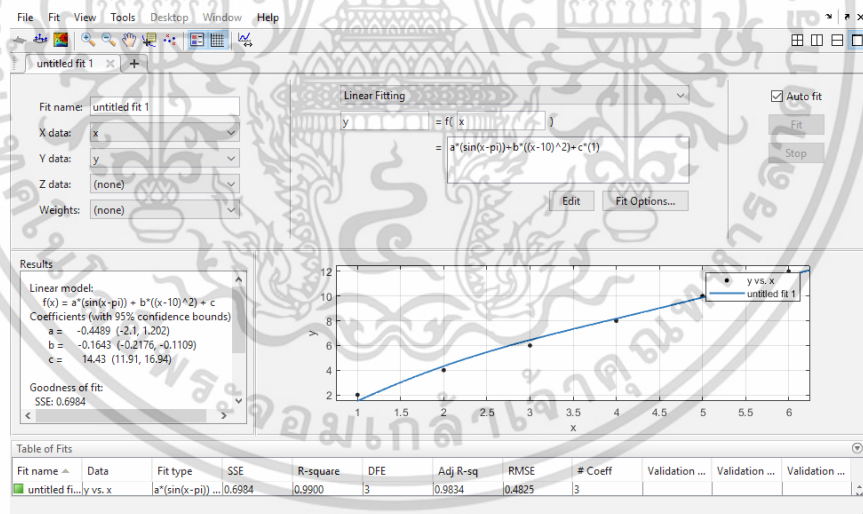 File Fit View Tools Desktop Window Help
untitled fit 1
Fit name: untitled fit 1
X data: x
Y data: y
Z data: (none)
Weights: (none)
Linear Fitting
y = f( x )
= a*(sin(x-pi))+b*((x-10)^2)+c*(1)
Edit Fit Options...
Auto fit
Fit
Stop
Results
Linear model:
f(x) = a*(sin(x-pi)) + b*((x-10)^2) + c
Coefficients (with 95% confidence bounds)
a = -0.4489 (-2.1, 1.202)
b = -0.1643 (-0.2176, -0.1109)
c = 14.43 (11.91, 16.94)
Goodness of fit:
SSE: 0.6984
12
10
8
6
4
2
y
1 1.5 2 2.5 3 3.5 4 4.5 5 5.5 6
x
y vs. x
untitled fit 1
Table of Fits
Fit name Data Fit type SSE R-square DFE Adj R-sq RMSE # Coeff Validation ... Validation ... Validation ...
untitled fi... y vs. x a*(sin(x-pi)) ... 0.6984 0.9900 3 0.9834 0.4825 3